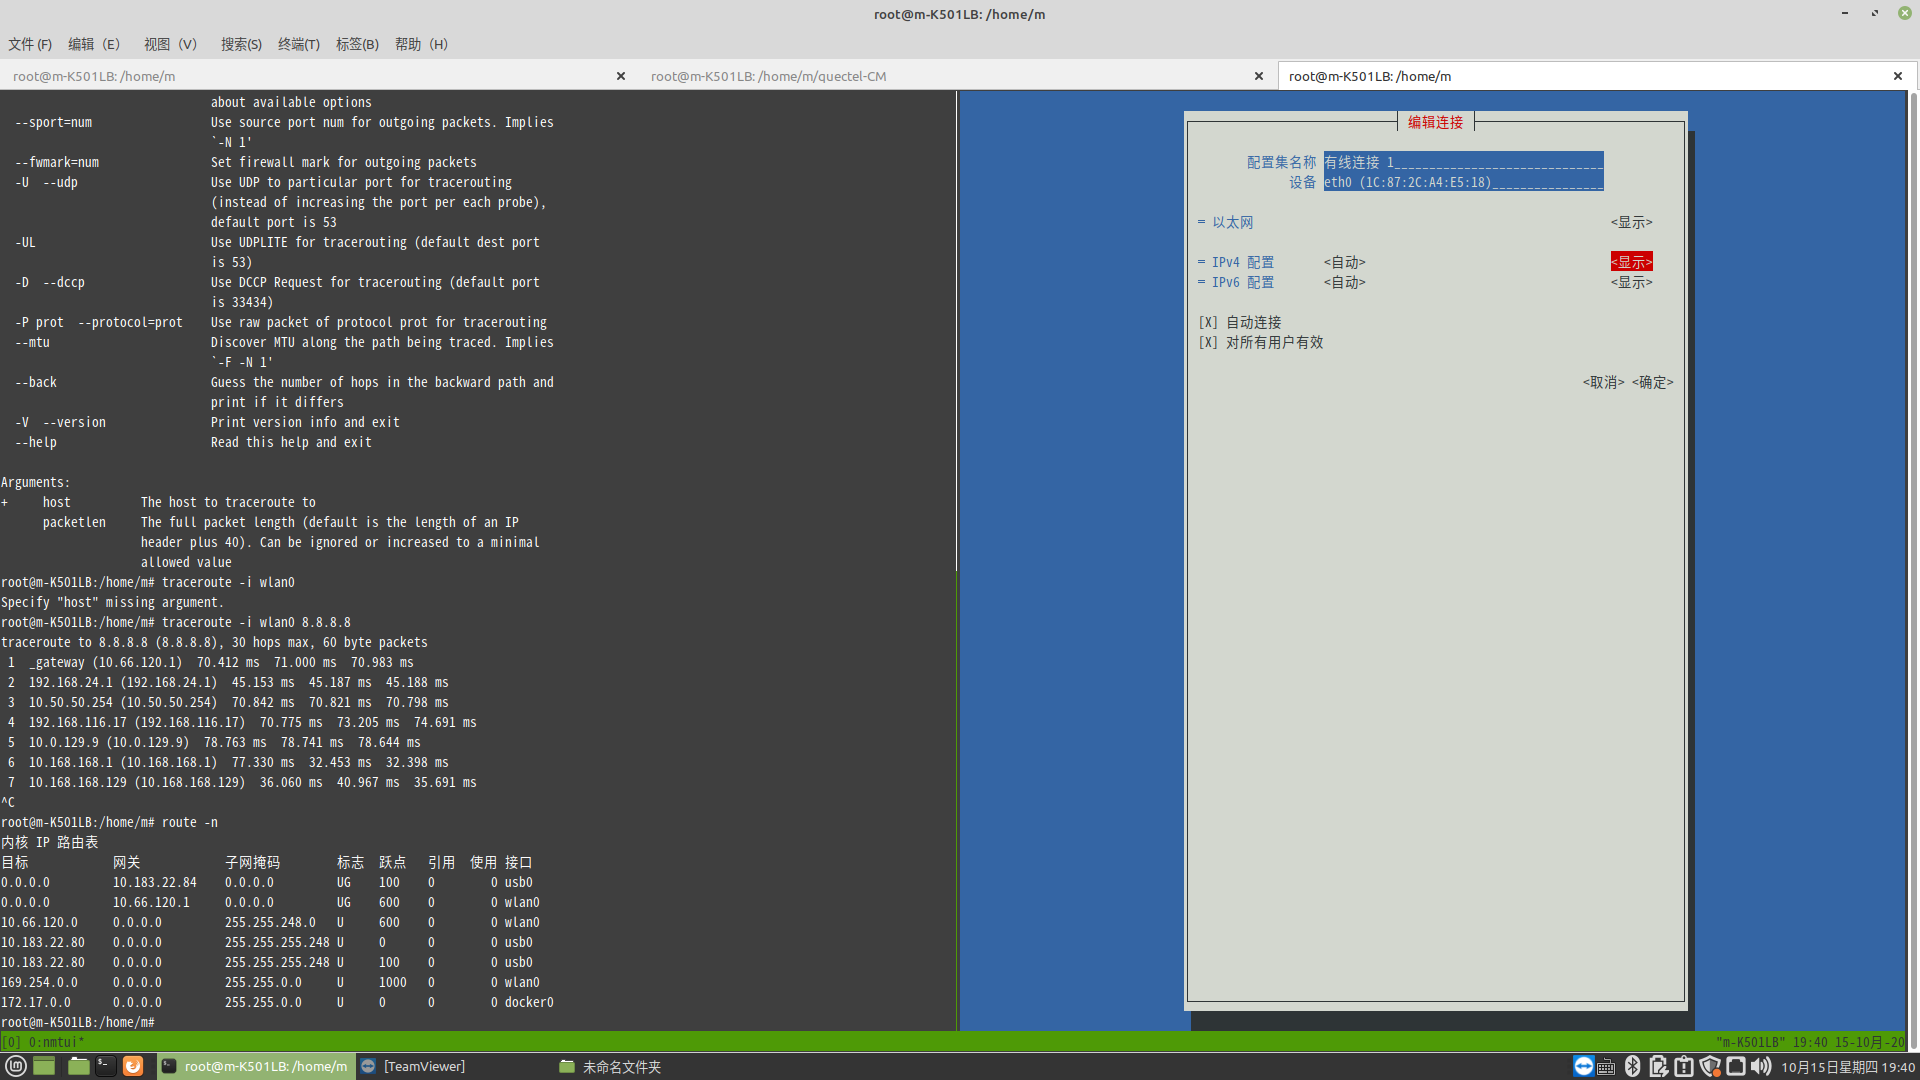 root@m-K501LB: /home/m
文件 (F) 编辑（E） 视图（V） 搜索(S) 终端(T) 标签(B) 帮助（H）
root@m-K501LB: /home/m root@m-K501LB: /home/m/quectel-CM root@m-K501LB: /home/m
about available options
--sport=num Use source port num for outgoing packets. Implies
`-N 1'
--fwmark=num Set firewall mark for outgoing packets
-U --udp Use UDP to particular port for tracerouting
(instead of increasing the port per each probe),
default port is 53
-UL Use UDPLITE for tracerouting (default dest port
is 53)
-D --dccp Use DCCP Request for tracerouting (default port
is 33434)
-P prot --protocol=prot Use raw packet of protocol prot for tracerouting
--mtu Discover MTU along the path being traced. Implies
`-F -N 1'
--back Guess the number of hops in the backward path and
print if it differs
-V --version Print version info and exit
--help Read this help and exit
Arguments:
+ host The host to traceroute to
packetlen The full packet length (default is the length of an IP
header plus 40). Can be ignored or increased to a minimal
allowed value
root@m-K501LB:/home/m# traceroute -i wlan0
Specify "host" missing argument.
root@m-K501LB:/home/m# traceroute -i wlan0 8.8.8.8
traceroute to 8.8.8.8 (8.8.8.8), 30 hops max, 60 byte packets
1 _gateway (10.66.120.1) 70.412 ms 71.000 ms 70.983 ms
2 192.168.24.1 (192.168.24.1) 45.153 ms 45.187 ms 45.188 ms
3 10.50.50.254 (10.50.50.254) 70.842 ms 70.821 ms 70.798 ms
4 192.168.116.17 (192.168.116.17) 70.775 ms 73.205 ms 74.691 ms
5 10.0.129.9 (10.0.129.9) 78.763 ms 78.741 ms 78.644 ms
6 10.168.168.1 (10.168.168.1) 77.330 ms 32.453 ms 32.398 ms
7 10.168.168.129 (10.168.168.129) 36.060 ms 40.967 ms 35.691 ms
^C
root@m-K501LB:/home/m# route -n
内核 IP 路由表
目标 网关 子网掩码 标志 跃点 引用 使用 接口
0.0.0.0 10.183.22.84 0.0.0.0 UG 100 0 0 usb0
0.0.0.0 10.66.120.1 0.0.0.0 UG 600 0 0 wlan0
10.66.120.0 0.0.0.0 255.255.248.0 U 600 0 0 wlan0
10.183.22.80 0.0.0.0 255.255.255.248 U 0 0 0 usb0
10.183.22.80 0.0.0.0 255.255.255.248 U 100 0 0 usb0
169.254.0.0 0.0.0.0 255.255.0.0 U 1000 0 0 wlan0
172.17.0.0 0.0.0.0 255.255.0.0 U 0 0 0 docker0
root@m-K501LB:/home/m#
编辑连接
配置集名称 有线连接 1______________________________
设备 eth0 (1C:87:2C:A4:E5:18)________________
= 以太网 <显示>
= IPv4 配置 <自动> <显示>
= IPv6 配置 <自动> <显示>
[X] 自动连接
[X] 对所有用户有效
<取消> <确定>
[0] 0:nmtui* "m-K501LB" 19:40 15-10月-20
root@m-K501LB: /home/m [TeamViewer] 未命名文件夹 10月15日星期四 19:40